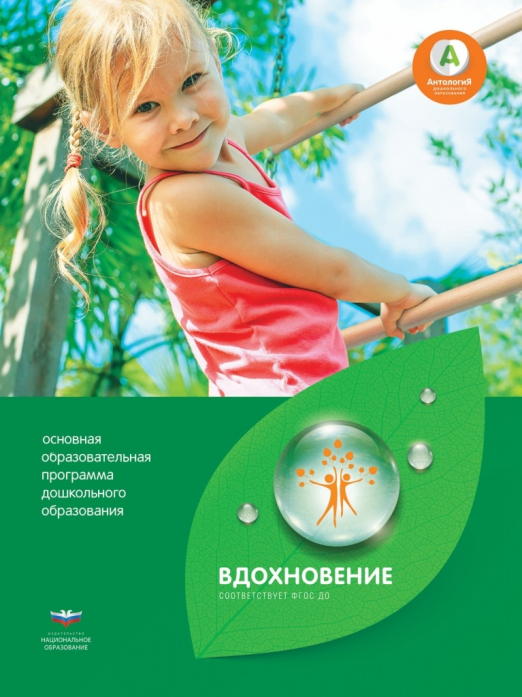 А
АнтологиЯ
ДОШКОЛЬНОГО
ОБРАЗОВАНИЯ
основная
образовательная
программа
дошкольного
образования
ВДОХНОВЕНИЕ
СООТВЕТСТВУЕТ ФГОС ДО
ИЗДАТЕЛЬСТВО
НАЦИОНАЛЬНОЕ
ОБРАЗОВАНИЕ